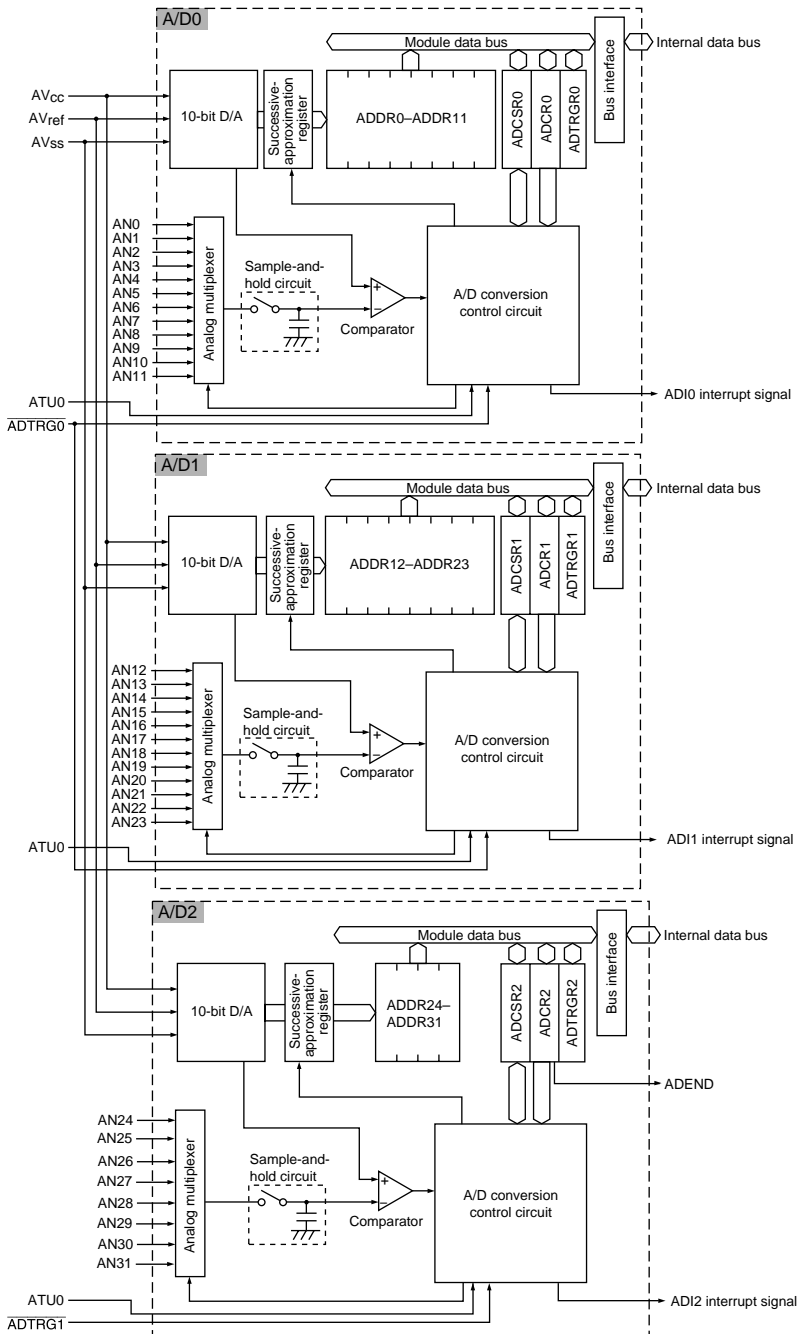 A/D0
Module data bus
Internal data bus
Bus interface
AVcc
AVref
AVss
10-bit D/A
Successive-
approximation
register
ADDR0–ADDR11
ADCSR0
ADCR0
ADTRGR0
AN0
AN1
AN2
AN3
AN4
AN5
AN6
AN7
AN8
AN9
AN10
AN11
Analog multiplexer
Sample-and-
hold circuit
+
−
Comparator
A/D conversion
control circuit
ATU0
ADTRG0
ADI0 interrupt signal
A/D1
Module data bus
Internal data bus
Bus interface
10-bit D/A
Successive-
approximation
register
ADDR12–ADDR23
ADCSR1
ADCR1
ADTRGR1
AN12
AN13
AN14
AN15
AN16
AN17
AN18
AN19
AN20
AN21
AN22
AN23
Analog multiplexer
Sample-and-
hold circuit
+
−
Comparator
A/D conversion
control circuit
ATU0
ADI1 interrupt signal
A/D2
Module data bus
Internal data bus
Bus interface
10-bit D/A
Successive-
approximation
register
ADDR24–
ADDR31
ADCSR2
ADCR2
ADTRGR2
ADEND
AN24
AN25
AN26
AN27
AN28
AN29
AN30
AN31
Analog multiplexer
Sample-and-
hold circuit
+
−
Comparator
A/D conversion
control circuit
ATU0
ADTRG1
ADI2 interrupt signal